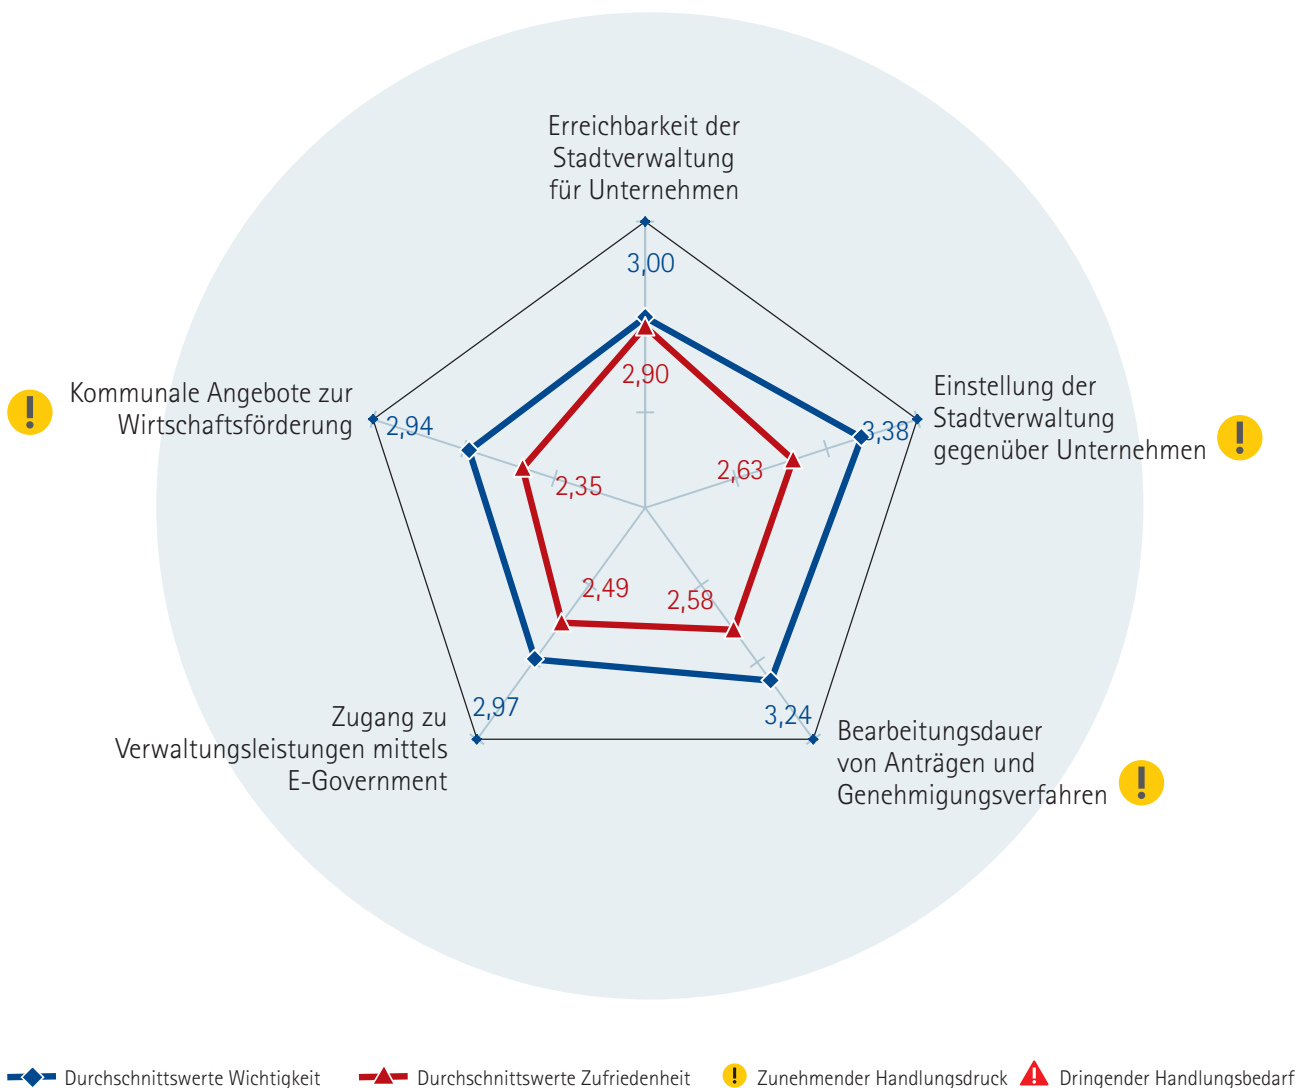 Erreichbarkeit der
Stadtverwaltung
für Unternehmen
3,00
2,90
Kommunale Angebote zur
Wirtschaftsförderung
2,94
2,35
Einstellung der
Stadtverwaltung
gegenüber Unternehmen
3,38
2,63
2,49
2,58
2,97
3,24
Zugang zu
Verwaltungsleistungen mittels
E-Government
Bearbeitungsdauer
von Anträgen und
Genehmigungsverfahren
Durchschnittswerte Wichtigkeit Durchschnittswerte Zufriedenheit Zunehmender Handlungsdruck Dringender Handlungsbedarf